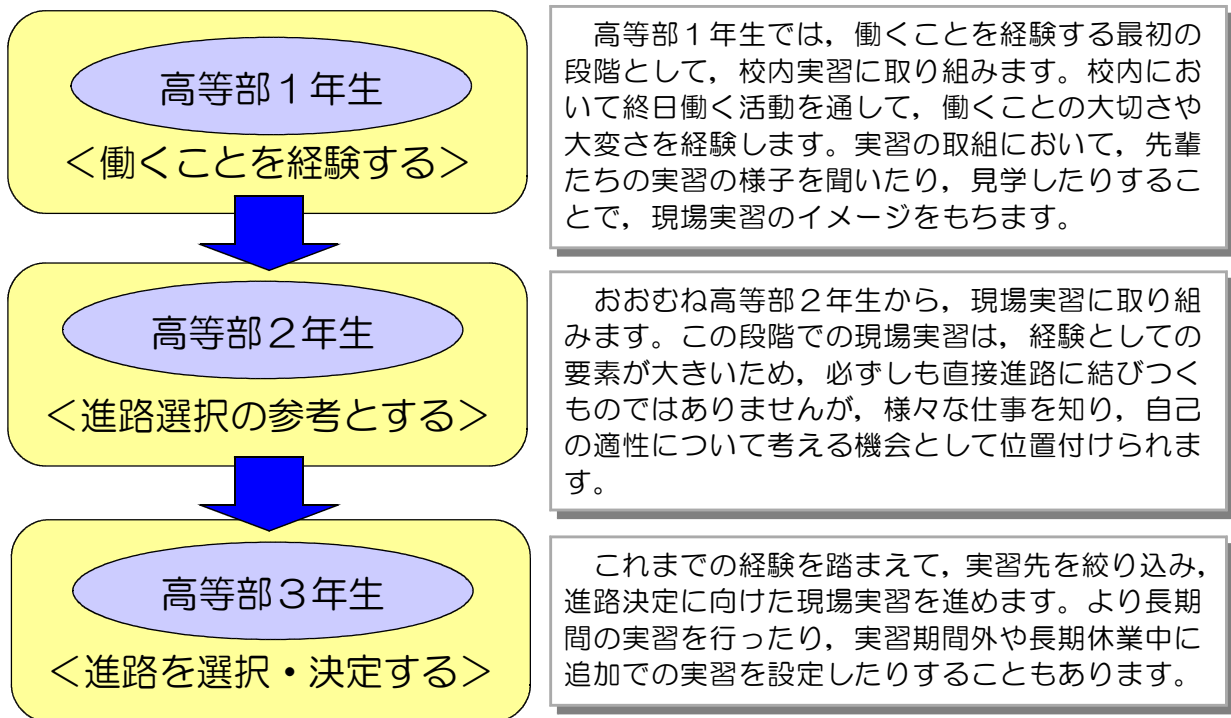 高等部１年生
＜働くことを経験する＞
　高等部１年生では，働くことを経験する最初の
段階として，校内実習に取り組みます。校内にお
いて終日働く活動を通して，働くことの大切さや
大変さを経験します。実習の取組において，先輩
たちの実習の様子を聞いたり，見学したりするこ
とで，現場実習のイメージをもちます。
高等部２年生
＜進路選択の参考とする＞
　おおむね高等部２年生から，現場実習に取り組
みます。この段階での現場実習は，経験としての
要素が大きいため，必ずしも直接進路に結びつく
ものではありませんが，様々な仕事を知り，自己
の適性について考える機会として位置付けられま
す。
高等部３年生
＜進路を選択・決定する＞
　これまでの経験を踏まえて，実習先を絞り込み，
進路決定に向けた現場実習を進めます。より長期
間の実習を行ったり，実習期間外や長期休業中に
追加での実習を設定したりすることもあります。